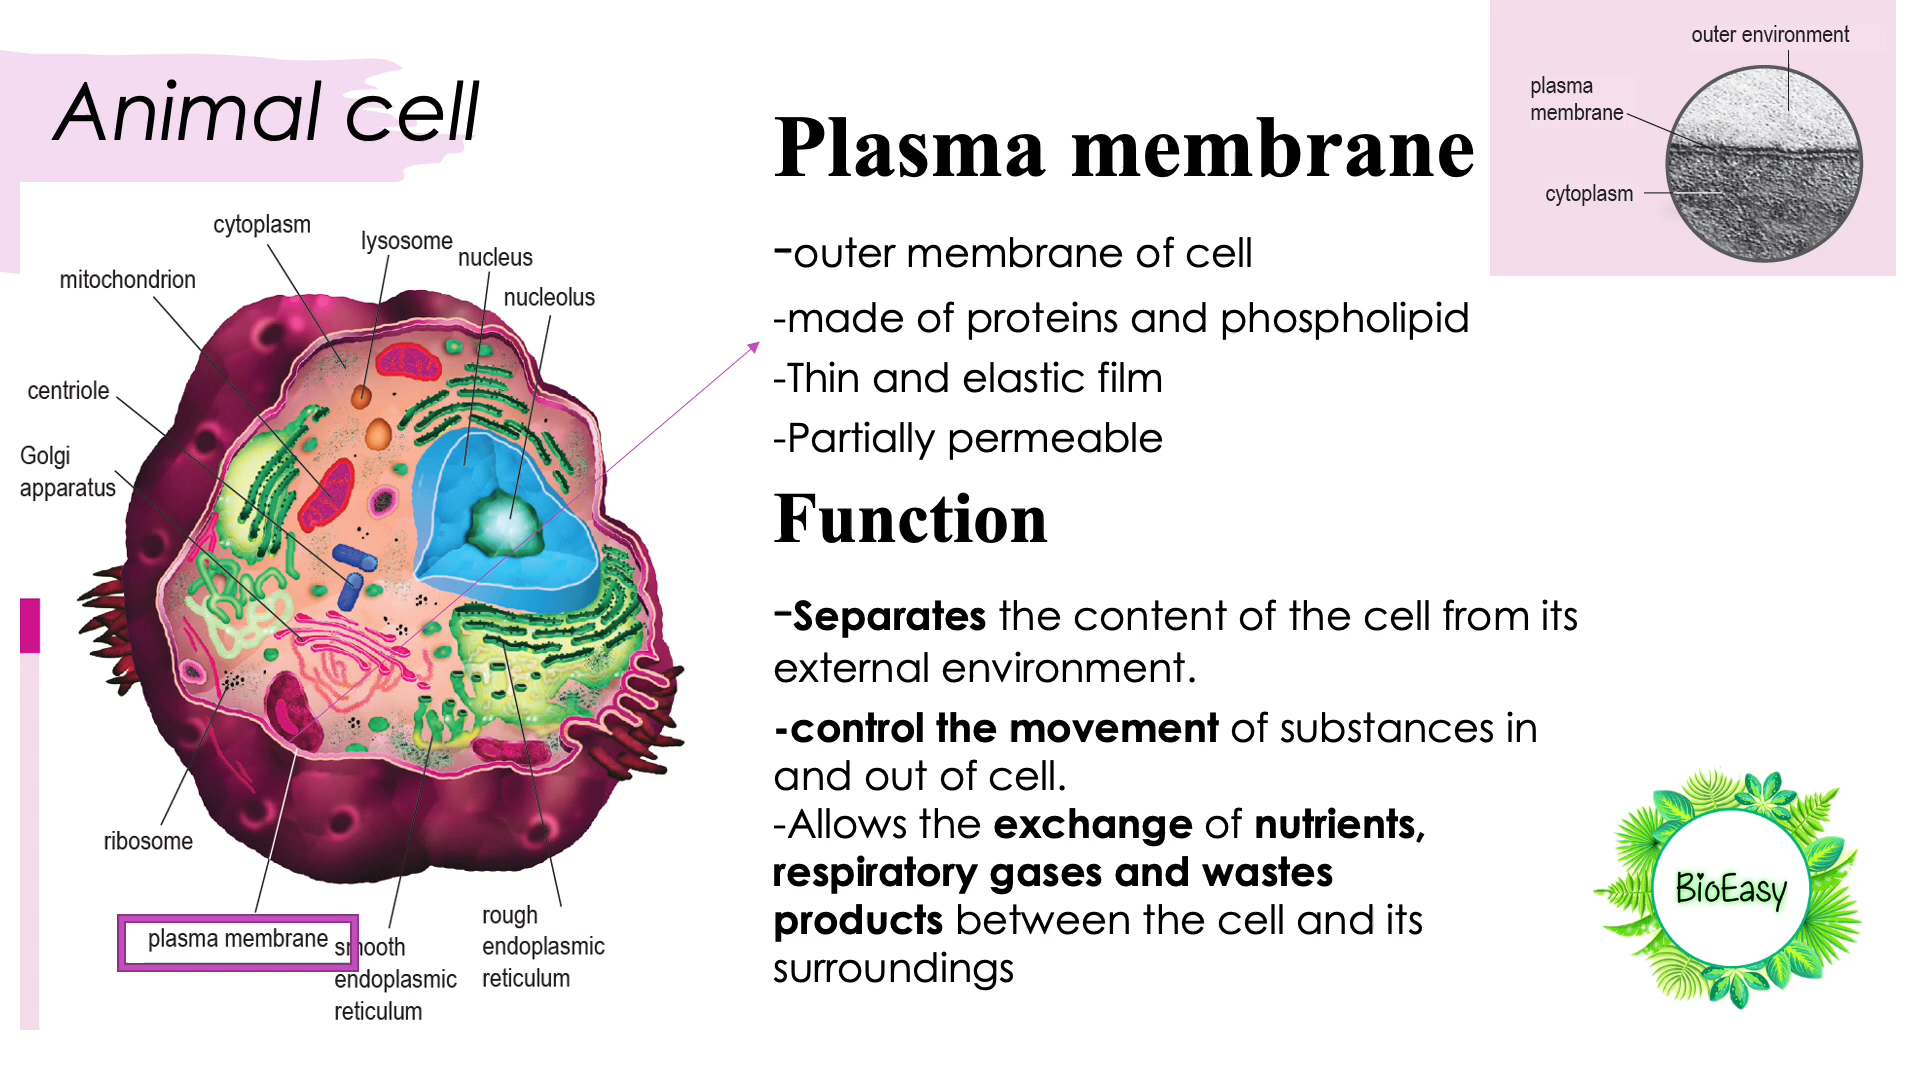 Animal cell
cytoplasm
lysosome
nucleus
nucleolus
mitochondrion
centriole
Golgi
apparatus
ribosome
plasma membrane
smooth
endoplasmic
reticulum
rough
endoplasmic
reticulum
Plasma membrane
-outer membrane of cell
-made of proteins and phospholipid
-Thin and elastic film
-Partially permeable
Function
-Separates the content of the cell from its
external environment.
-control the movement of substances in
and out of cell.
-Allows the exchange of nutrients,
respiratory gases and wastes
products between the cell and its
surroundings
outer environment
plasma
membrane
cytoplasm
BioEasy